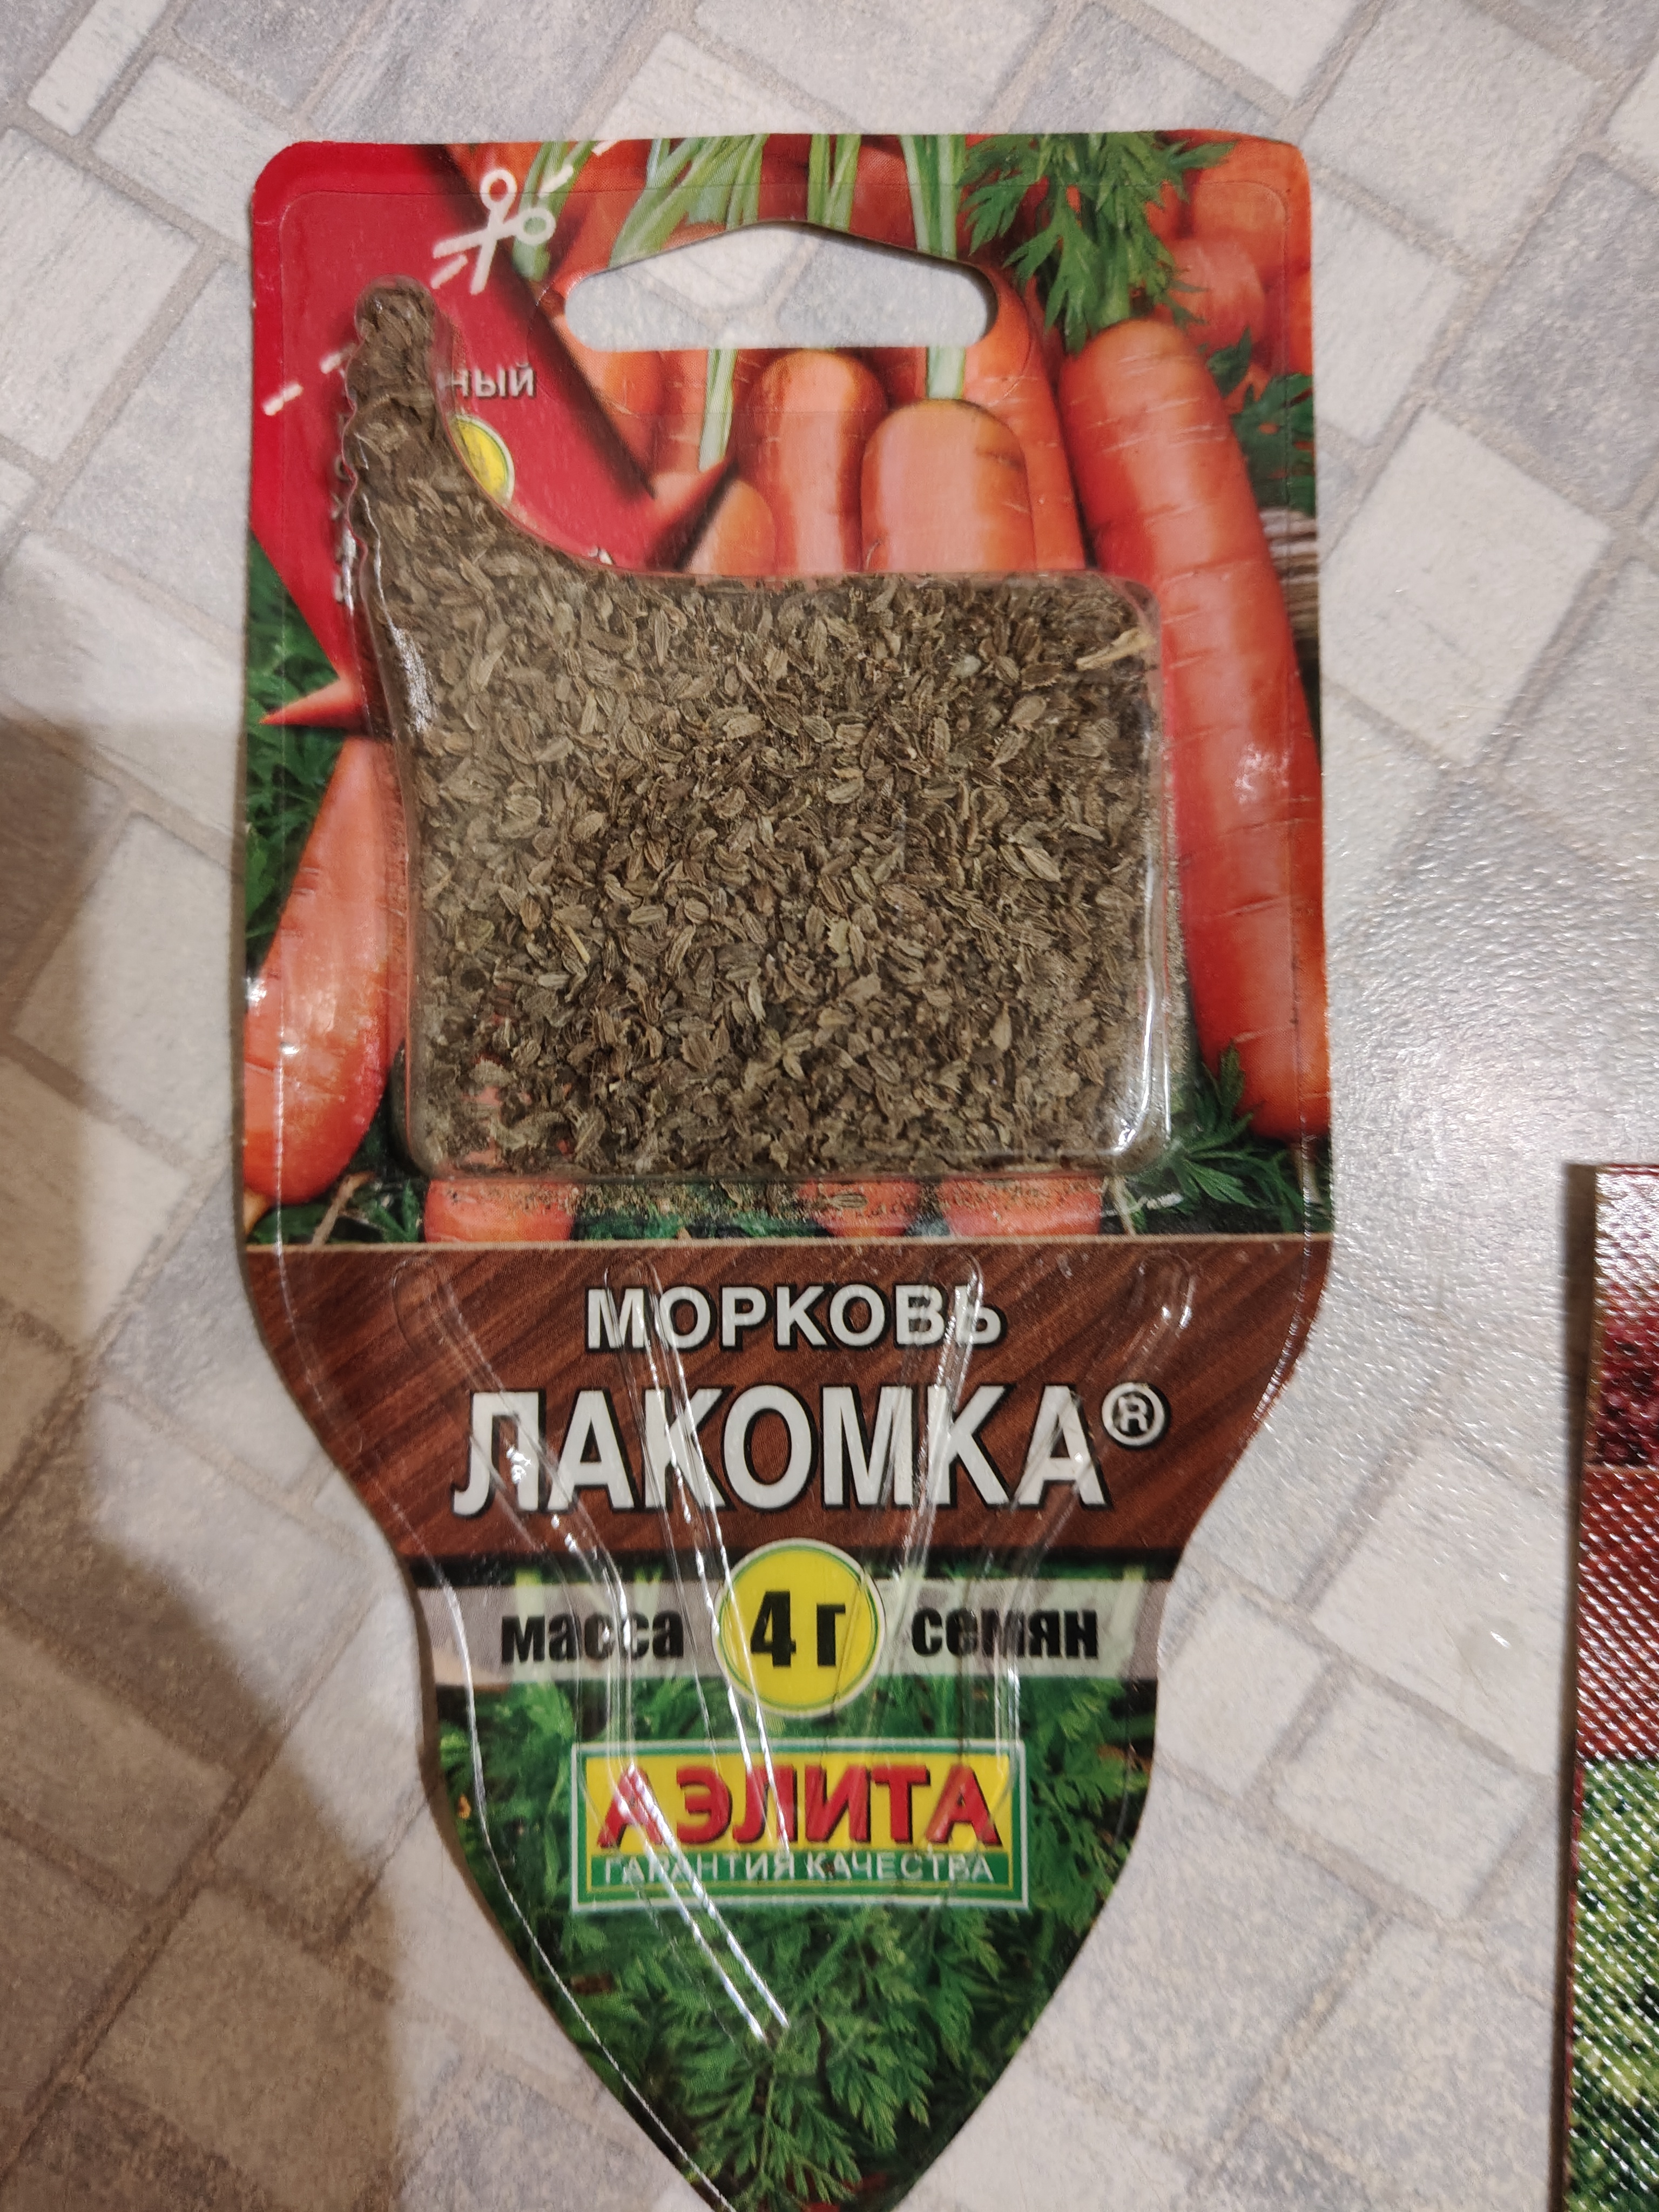 МОРКОВЬ
ЛАКОМКА®
масса 4 г семян
АЭЛИТА
ГАРАНТИЯ КАЧЕСТВА